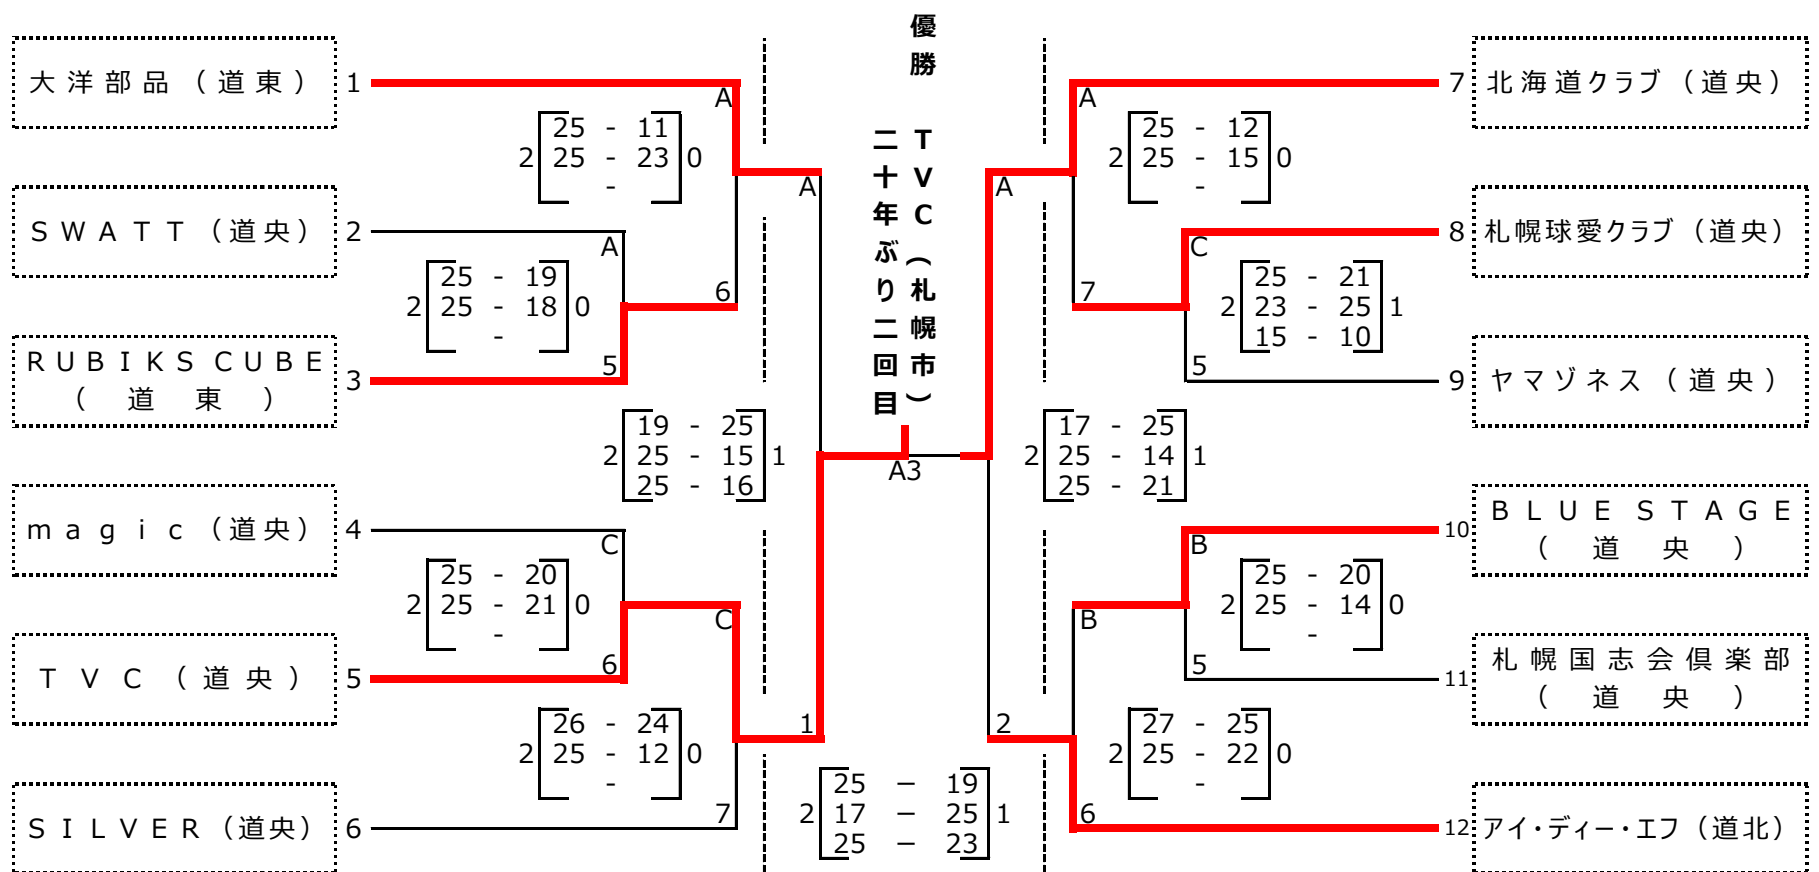 優勝 TVC(札幌市)
二十年ぶり二回目
大洋部品(道東) 1
SWATT(道央) 2
RUBIKS CUBE
(道東)
3
magic(道央) 4
TVC(道央) 5
SILVER(道央) 6
A
25 - 11
2 25 - 23 0
-
A
25 - 19
2 25 - 18 0
-
5
6
A
19 - 25
2 25 - 15 1
25 - 16
C
25 - 20
2 25 - 21 0
-
6
C
26 - 24
2 25 - 12 0
-
7
1
A3
25 - 19
2 17 - 25 1
25 - 23
7 北海道クラブ(道央)
8 札幌球愛クラブ(道央)
9 ヤマゾネス(道央)
10 BLUE STAGE
(道央)
11 札幌国志会倶楽部
(道央)
12 アイ・ディー・エフ(道北)
A
25 - 12
2 25 - 15 0
-
A
7
C
25 - 21
2 23 - 25 1
15 - 10
5
17 - 25
2 25 - 14 1
25 - 21
B
25 - 20
2 25 - 14 0
-
5
B
27 - 25
2 25 - 22 0
-
6
2